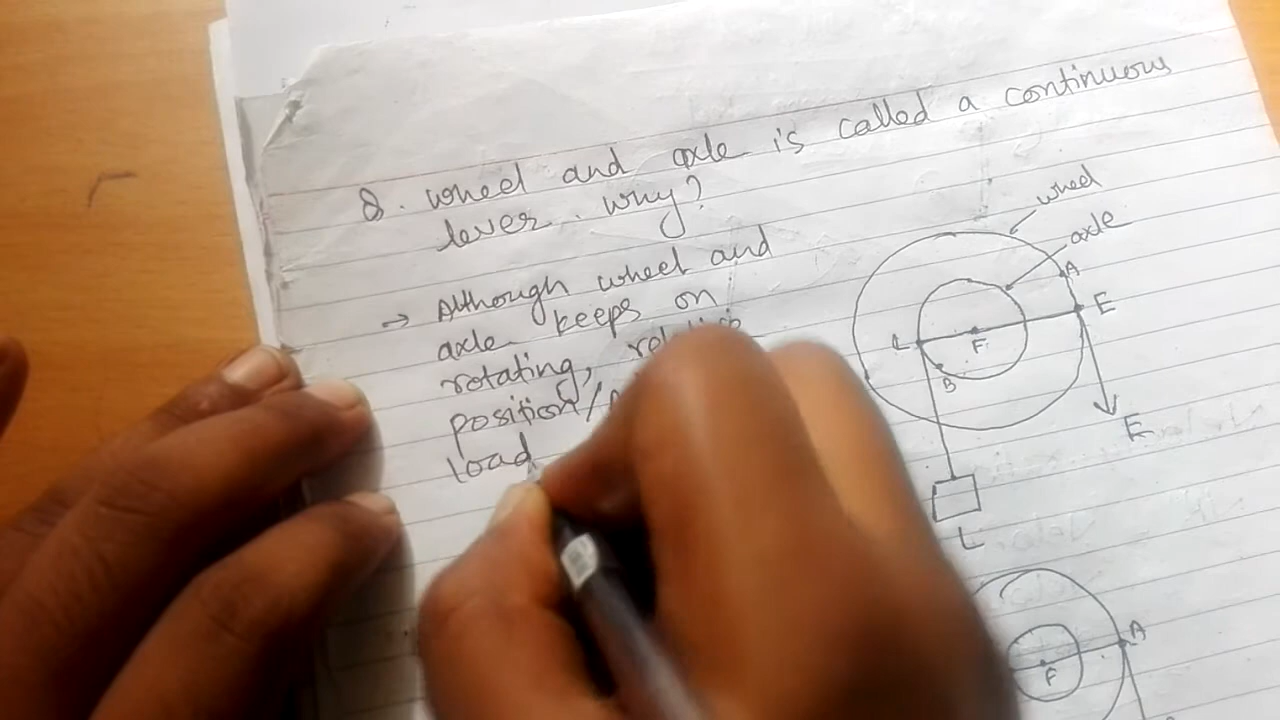 Q. wheel and axle is called a continuous
lever. why?
→ Although wheel and
axle keeps on
rotating,
position/
load
wheel
axle
A
E
L
F
B
E
L
A
F